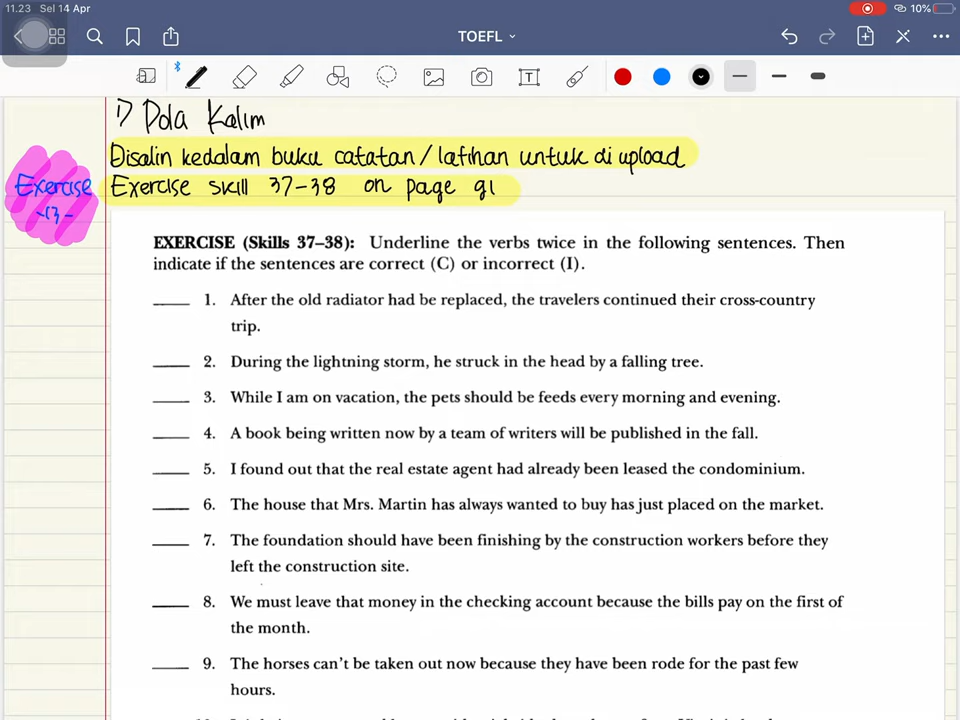 11.23 Sel 14 Apr
10%
TOEFL
1) Pola Kalim
Disalin kedalam buku catatan/latihan untuk di upload
Exercise skill 37-38 on page 91
Exercise
-13-
EXERCISE (Skills 37–38): Underline the verbs twice in the following sentences. Then
indicate if the sentences are correct (C) or incorrect (I).
____ 1. After the old radiator had be replaced, the travelers continued their cross-country
trip.
____ 2. During the lightning storm, he struck in the head by a falling tree.
____ 3. While I am on vacation, the pets should be feeds every morning and evening.
____ 4. A book being written now by a team of writers will be published in the fall.
____ 5. I found out that the real estate agent had already been leased the condominium.
____ 6. The house that Mrs. Martin has always wanted to buy has just placed on the market.
____ 7. The foundation should have been finishing by the construction workers before they
left the construction site.
____ 8. We must leave that money in the checking account because the bills pay on the first of
the month.
____ 9. The horses can't be taken out now because they have been rode for the past few
hours.